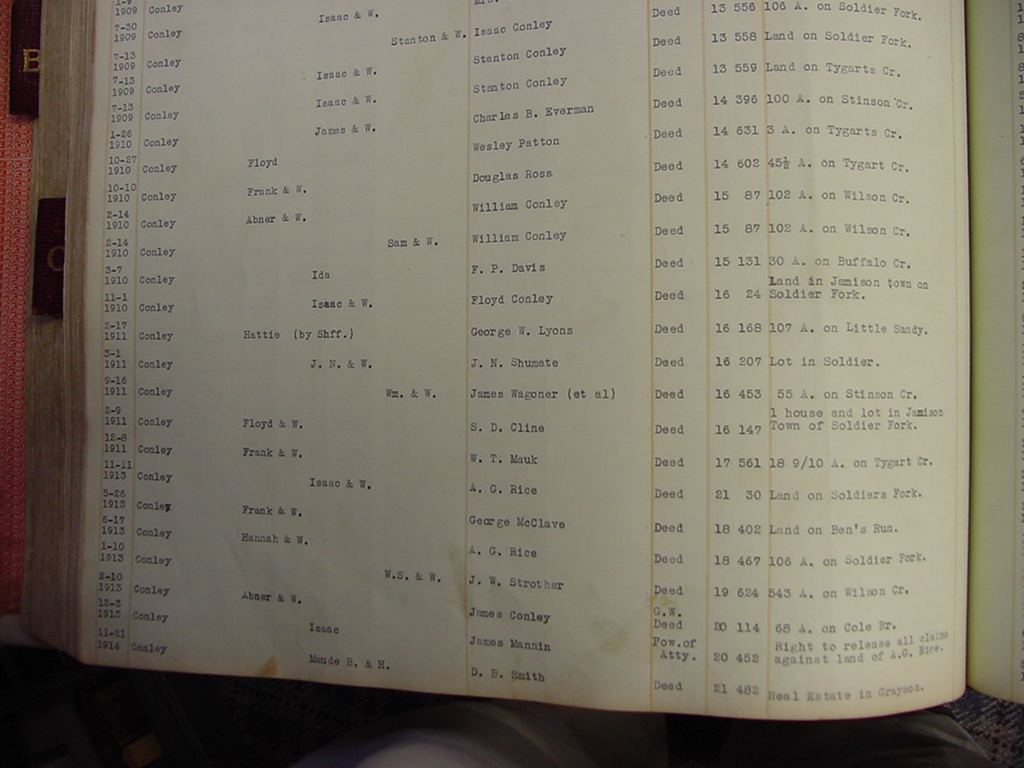 1-9
1909 Conley
7-30
1909 Conley Isaac & W. Mrs.
7-13
1909 Conley Stanton & W. Isaac Conley Deed 13 556 106 A. on Soldier Fork.
7-13
1909 Conley Isaac & W. Stanton Conley Deed 13 558 Land on Soldier Fork.
7-13
1909 Conley Isaac & W. Stanton Conley Deed 13 559 Land on Tygarts Cr.
1-26
1910 Conley James & W. Charles B. Everman Deed 14 396 100 A. on Stinson Cr.
10-27
1910 Conley Floyd Wesley Patton Deed 14 631 3 A. on Tygarts Cr.
10-10
1910 Conley Frank & W. Douglas Ross Deed 14 602 45½ A. on Tygart Cr.
2-14
1910 Conley Abner & W. William Conley Deed 15 87 102 A. on Wilson Cr.
2-14
1910 Conley Sam & W. William Conley Deed 15 87 102 A. on Wilson Cr.
3-7
1910 Conley Ida F. P. Davis Deed 15 131 30 A. on Buffalo Cr.
Land in Jamison town on
11-1
1910 Conley Isaac & W. Floyd Conley Deed 16 24 Soldier Fork.
2-17
1911 Conley Hattie (by Shff.) George W. Lyons Deed 16 168 107 A. on Little Sandy.
3-1
1911 Conley J. N. & W. J. N. Shumate Deed 16 207 Lot in Soldier.
9-16
1911 Conley Wm. & W. James Wagoner (et al) Deed 16 453 55 A. on Stinson Cr.
1 house and lot in Jamison
2-9
1911 Conley Floyd & W. S. D. Cline Deed 16 147 Town of Soldier Fork.
12-8
1911 Conley Frank & W. W. T. Mauk Deed 17 561 18 9/10 A. on Tygart Cr.
11-11
1913 Conley Isaac & W. A. G. Rice Deed 21 30 Land on Soldiers Fork.
5-26
1913 Conley Frank & W. George McClave Deed 18 402 Land on Ben's Run.
6-17
1913 Conley Hannah & W. A. G. Rice Deed 18 467 106 A. on Soldier Fork.
1-10
1913 Conley W.S. & W. J. W. Strother Deed 19 624 543 A. on Wilson Cr.
2-10
1913 Conley Abner & W. James Conley G.W.
Deed 20 114 68 A. on Cole Br.
12-3
1913 Conley Isaac James Mannin Pow.of Right to release all claims
Atty. 20 452 against land of A.G. Rice.
11-21
1914 Conley Maude B. & H. D. B. Smith Deed 21 482 Real Estate in Grayson.
B
C